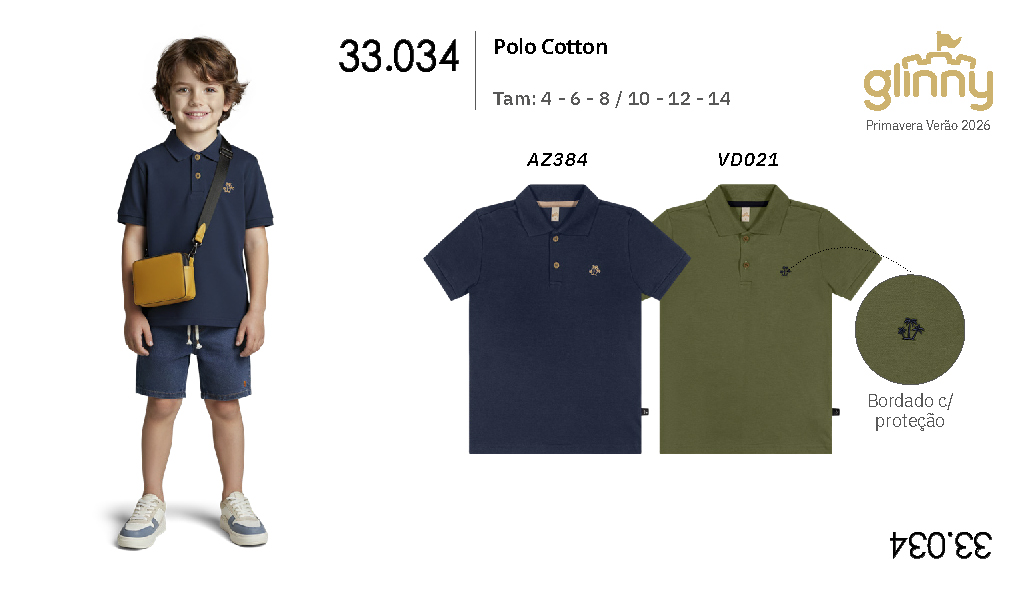 33.034
Polo Cotton
Tam: 4 - 6 - 8 / 10 - 12 - 14
glinny
Primavera Verão 2026
AZ384
VD021
Bordado c/
proteção
33.034